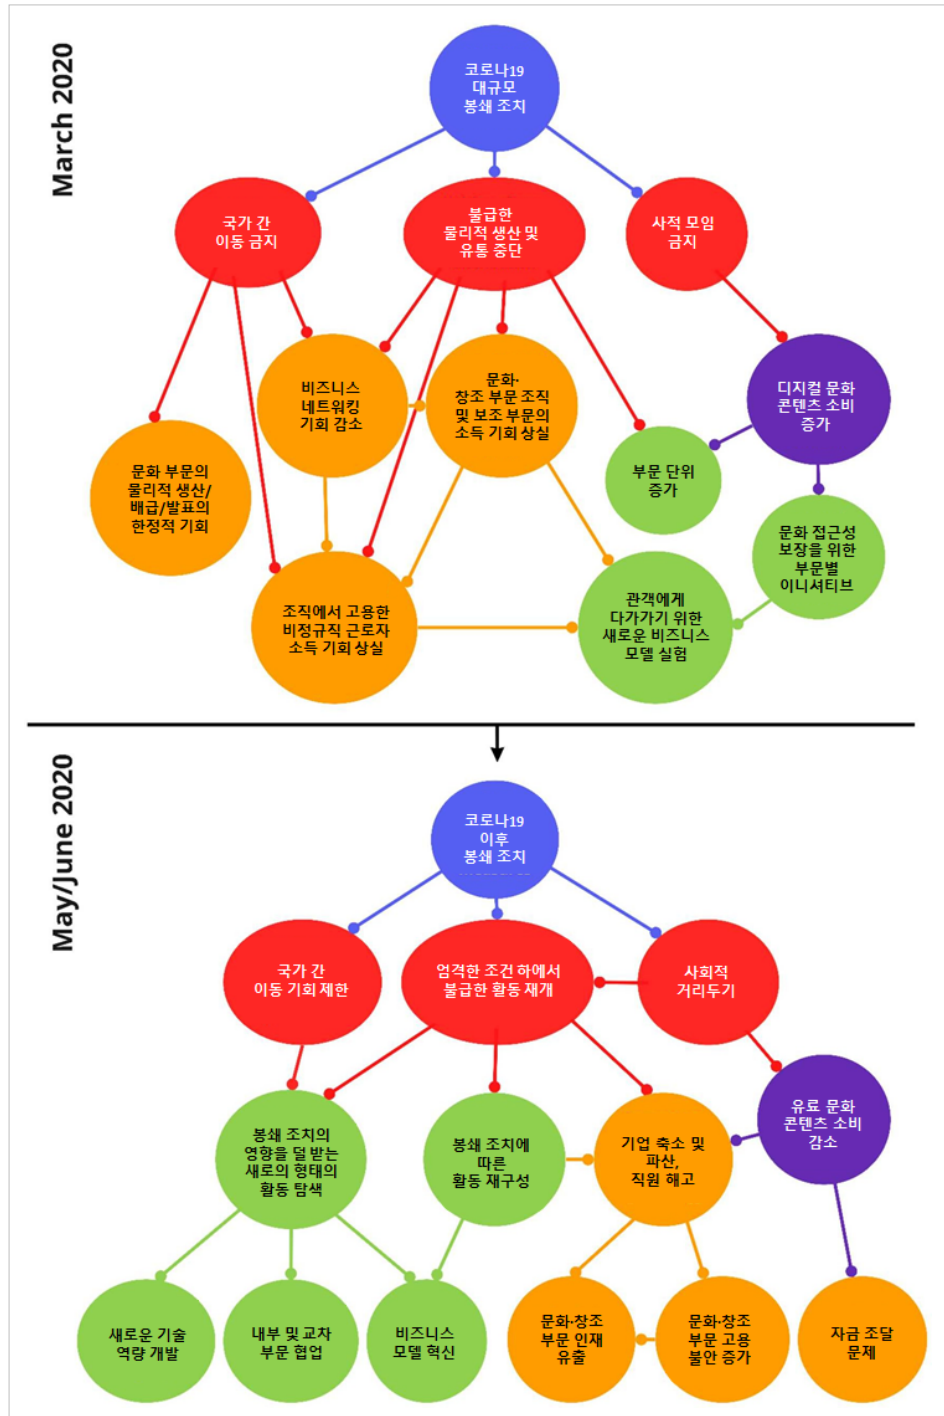 March 2020
코로나19
대규모
봉쇄 조치
국가 간
이동 금지
불급한
물리적 생산 및
유통 중단
사적 모임
금지
비즈니스
네트워킹
기회 감소
문화·
창조 부문 조직
및 보조 부문의
소득 기회 상실
디지컬 문화
콘텐츠 소비
증가
문화 부문의
물리적 생산/
배급/발표의
한정적 기회
부문 단위
증가
문화 접근성
보장을 위한
부문별
이니셔티브
조직에서 고용한
비정규직 근로자
소득 기회 상실
관객에게
다가가기 위한
새로운 비즈니스
모델 실험
May/June 2020
코로나19
이후
봉쇄 조치
국가 간
이동 기회 제한
엄격한 조건 하에서
불급한 활동 재개
사회적
거리두기
봉쇄 조치의
영향을 덜 받는
새로의 형태의
활동 탐색
봉쇄 조치에
따른
활동 재구성
기업 축소 및
파산,
직원 해고
유료 문화
콘텐츠 소비
감소
새로운 기술
역량 개발
내부 및 교차
부문 협업
비즈니스
모델 혁신
문화·창조
부문 인재
유출
문화·창조
부문 고용
불안 증가
자금 조달
문제